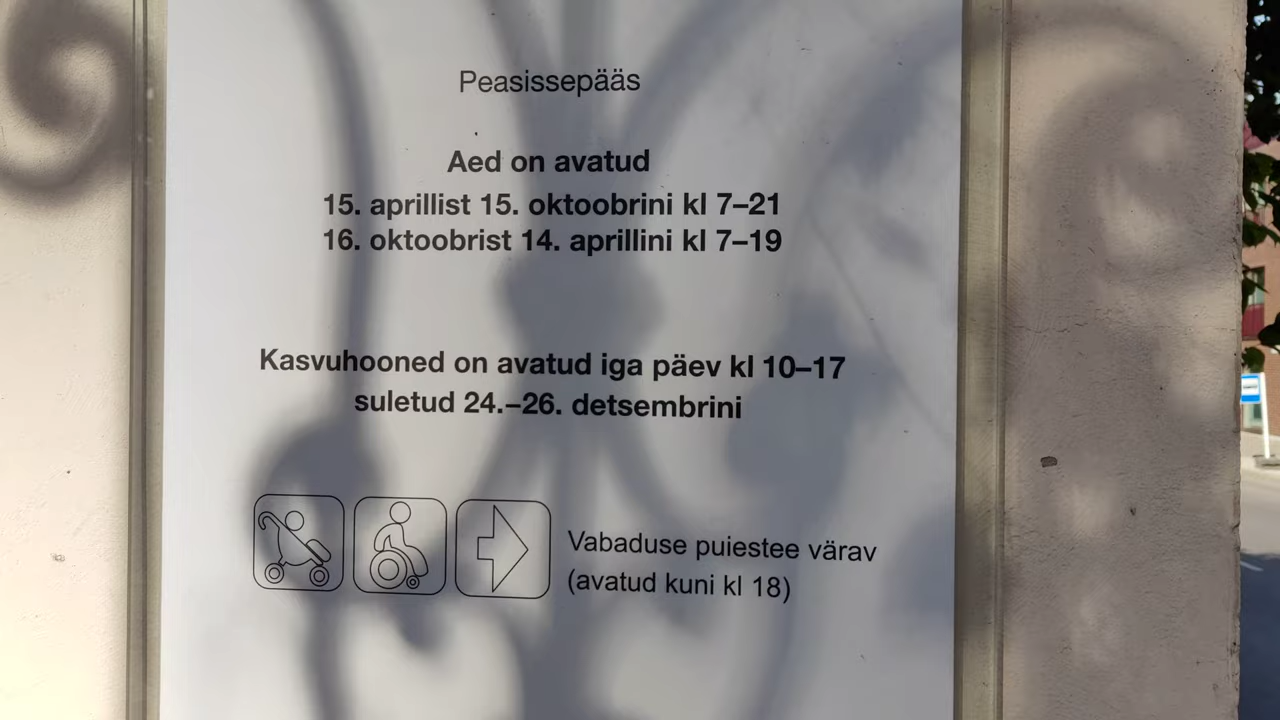 Peasissepääs
Aed on avatud
15. aprillist 15. oktoobrini kl 7–21
16. oktoobrist 14. aprillini kl 7–19
Kasvuhooned on avatud iga päev kl 10–17
suletud 24.–26. detsembrini
Vabaduse puiestee värav
(avatud kuni kl 18)